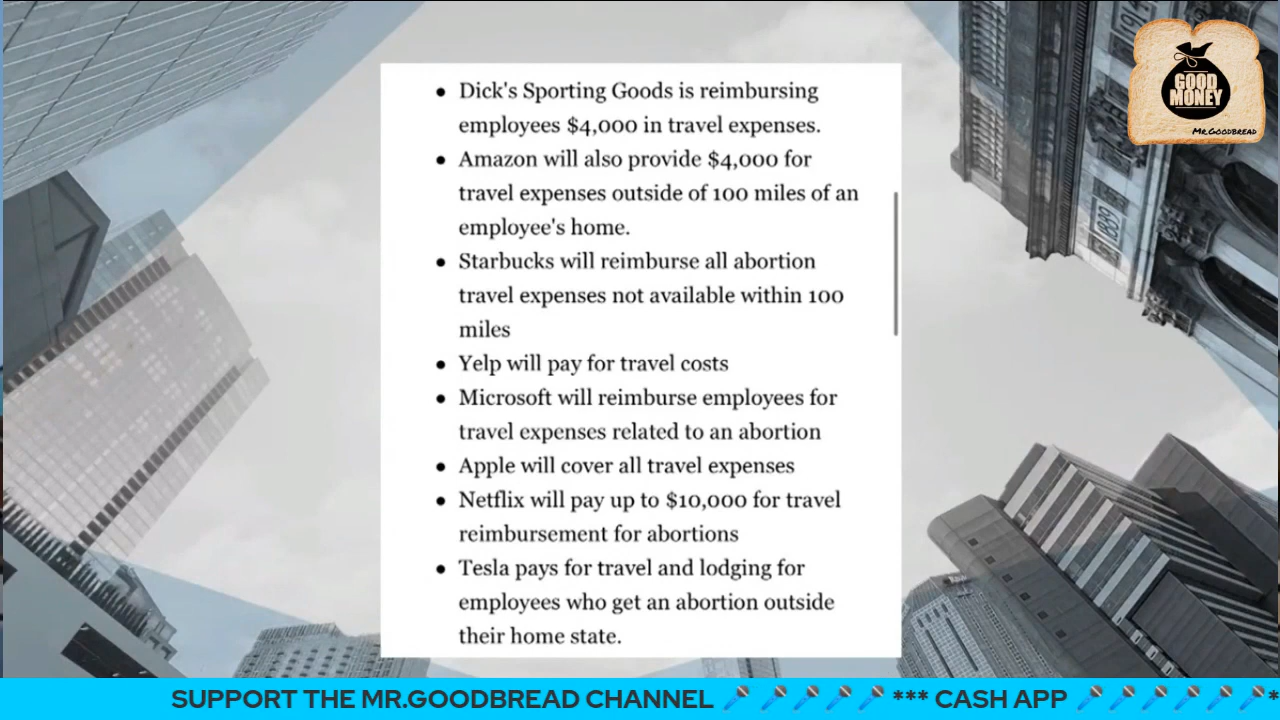 GOOD
MONEY
MR.GOODBREAD
1914
1889
● Dick's Sporting Goods is reimbursing
employees $4,000 in travel expenses.
● Amazon will also provide $4,000 for
travel expenses outside of 100 miles of an
employee's home.
● Starbucks will reimburse all abortion
travel expenses not available within 100
miles
● Yelp will pay for travel costs
● Microsoft will reimburse employees for
travel expenses related to an abortion
● Apple will cover all travel expenses
● Netflix will pay up to $10,000 for travel
reimbursement for abortions
● Tesla pays for travel and lodging for
employees who get an abortion outside
their home state.
SUPPORT THE MR.GOODBREAD CHANNEL 🎤🎤🎤🎤🎤 *** CASH APP 🎤🎤🎤🎤🎤🎤*